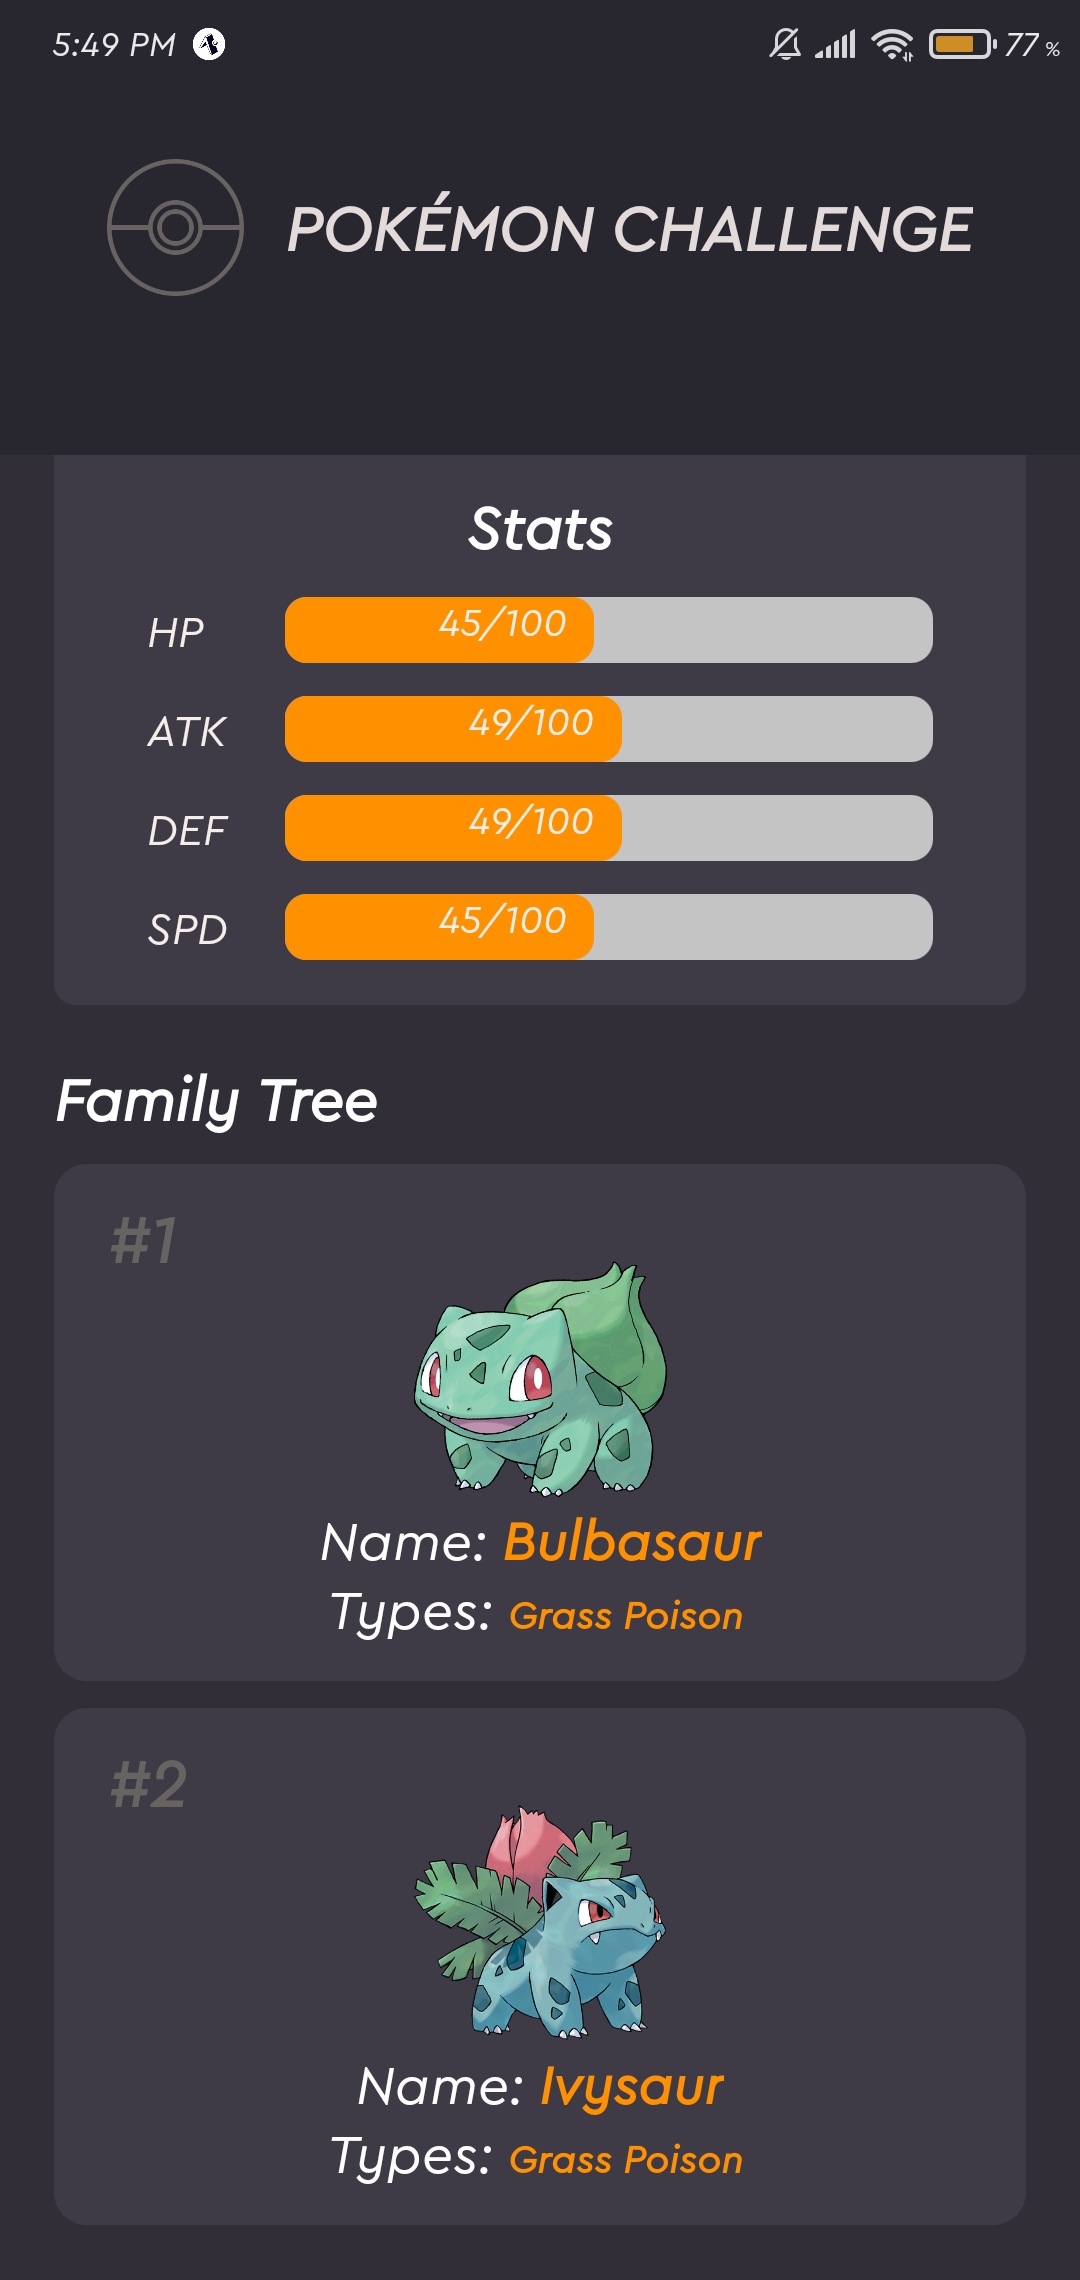 5:49 PM 77 %
POKÉMON CHALLENGE
Stats
HP 45/100
ATK 49/100
DEF 49/100
SPD 45/100
Family Tree
#1
Name: Bulbasaur
Types: Grass Poison
#2
Name: Ivysaur
Types: Grass Poison